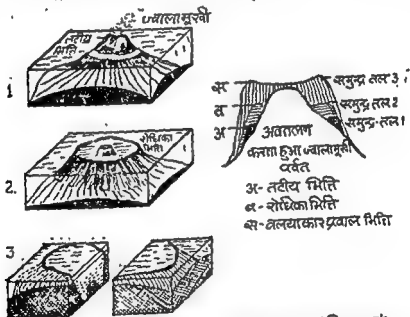 ज्वालामुखी
तटीय
भित्ति
1
रोधिका
भित्ति
2.
3
स
ब
अ
समुद्र तल 3
समुद्र तल 2
समुद्र-तल 1
अवतलन
करता हुआ ज्वालामुखी
पर्वत
अ- तटीय भित्ति
ब- रोधिका भित्ति
स- वलयाकार प्रवाल भित्ति